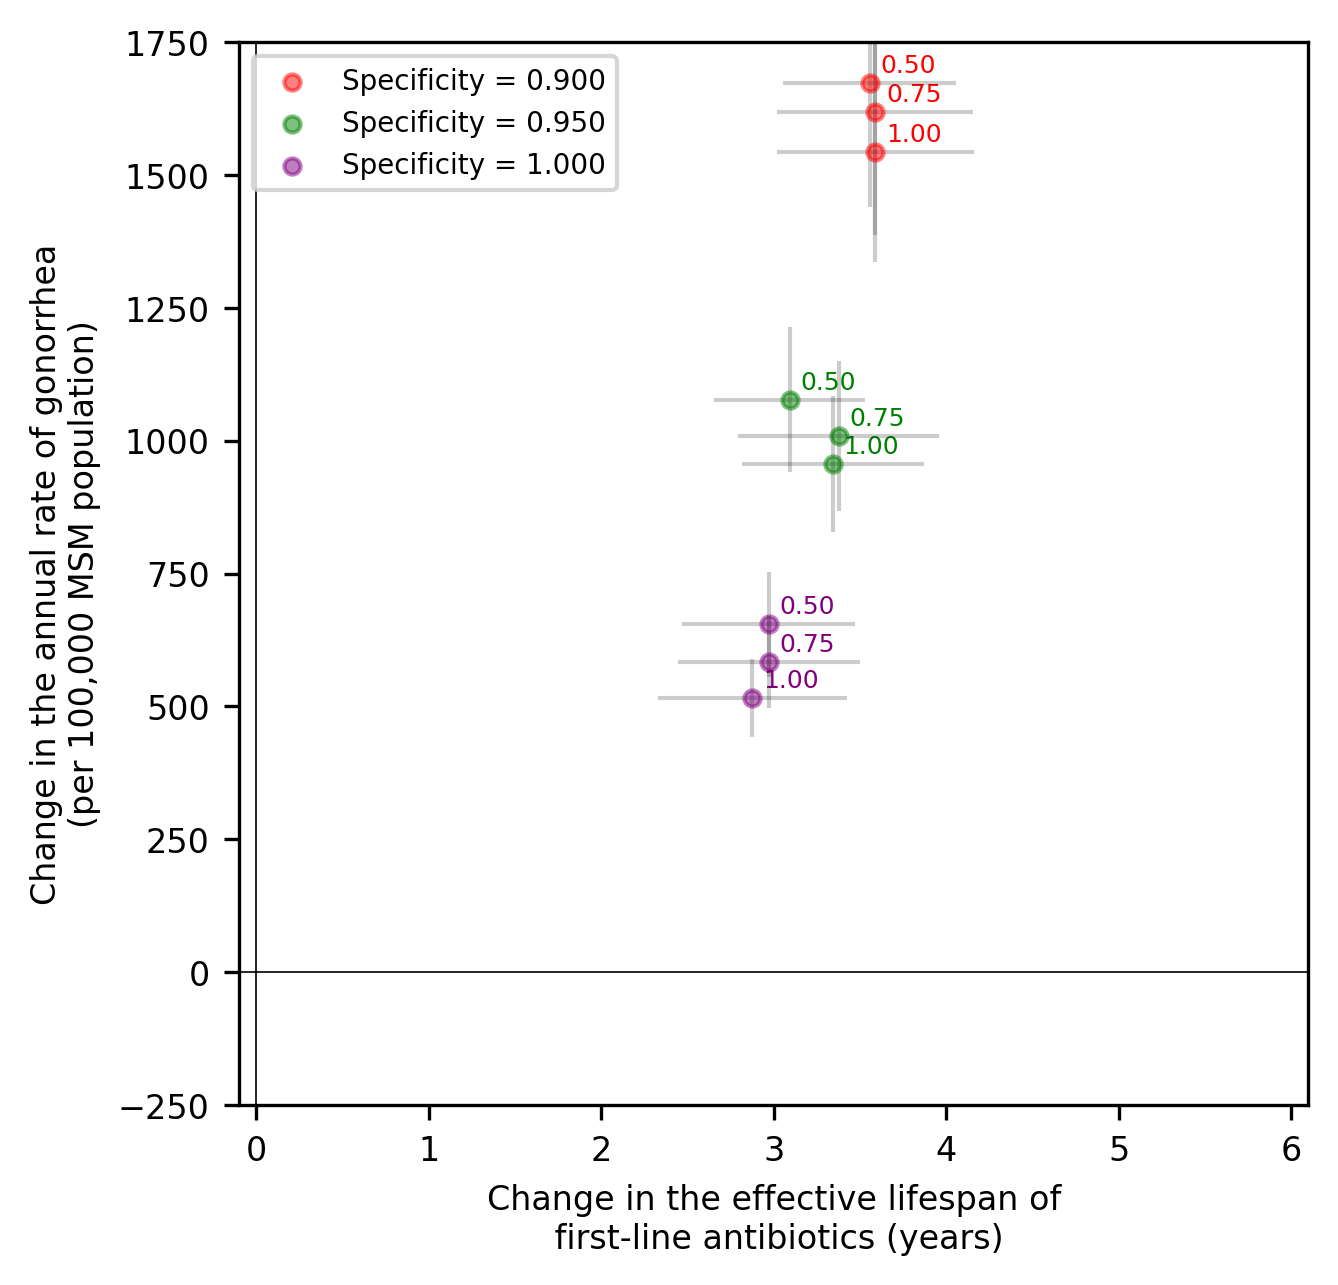 1750
1500
1250
1000
750
500
250
0
−250
Change in the annual rate of gonorrhea
(per 100,000 MSM population)
Specificity = 0.900
Specificity = 0.950
Specificity = 1.000
0.50
0.75
1.00
0.50
0.75
1.00
0.50
0.75
1.00
0 1 2 3 4 5 6
Change in the effective lifespan of
first-line antibiotics (years)